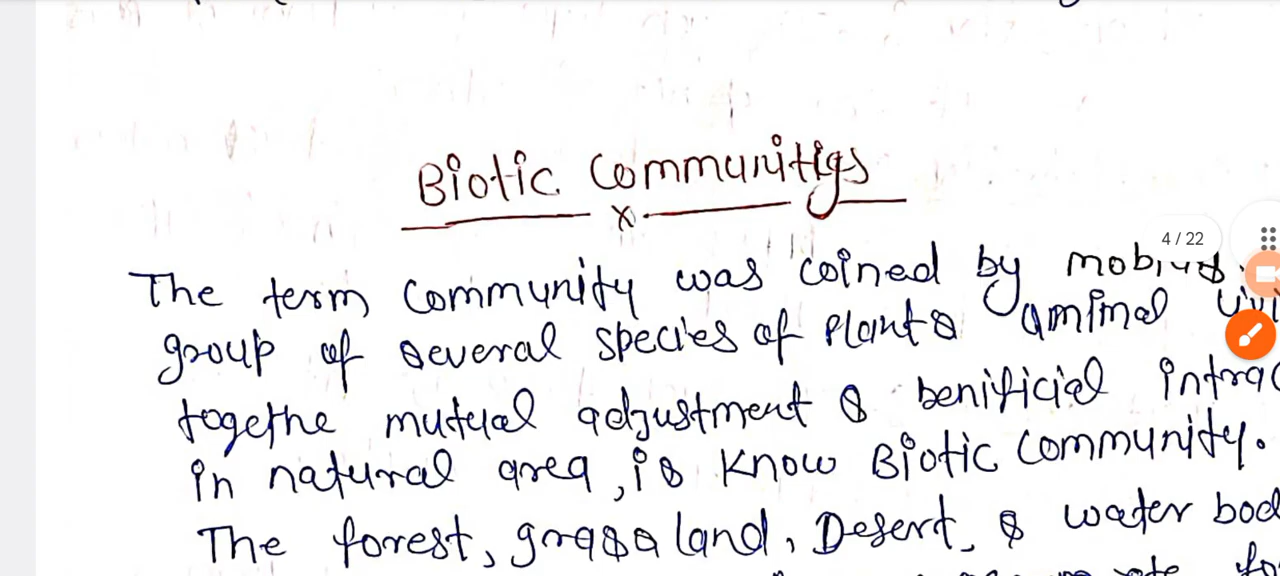 Biotic Communities
x
4 / 22
The term community was coined by mobius.
group of several species of Plants animal
togethe mutual adjustment & benificial
in natural area, is know Biotic Community.
The forest, grassland, Desert, & water